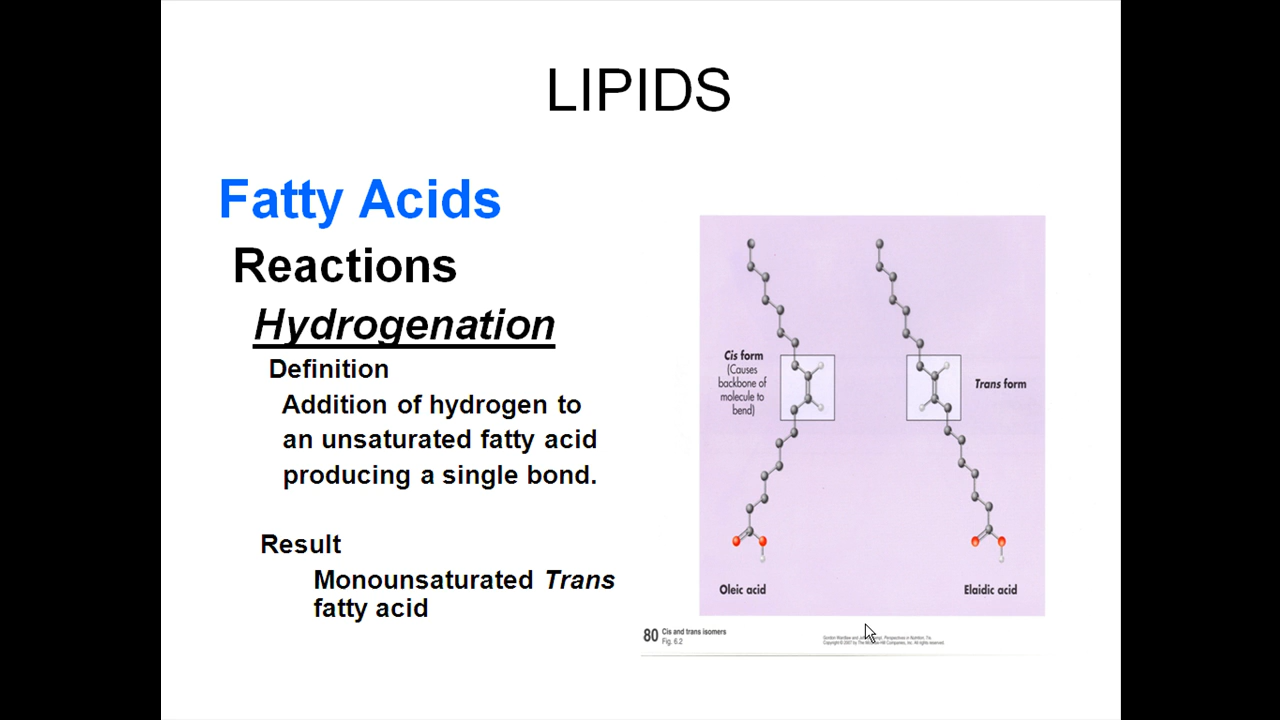 LIPIDS
Fatty Acids
Reactions
Hydrogenation
Definition
Addition of hydrogen to
an unsaturated fatty acid
producing a single bond.
Result
Monounsaturated Trans
fatty acid
Cis form
(Causes
backbone of
molecule to
bend)
Trans form
Oleic acid
Elaidic acid
80 Cis and trans isomers
Fig. 6.2